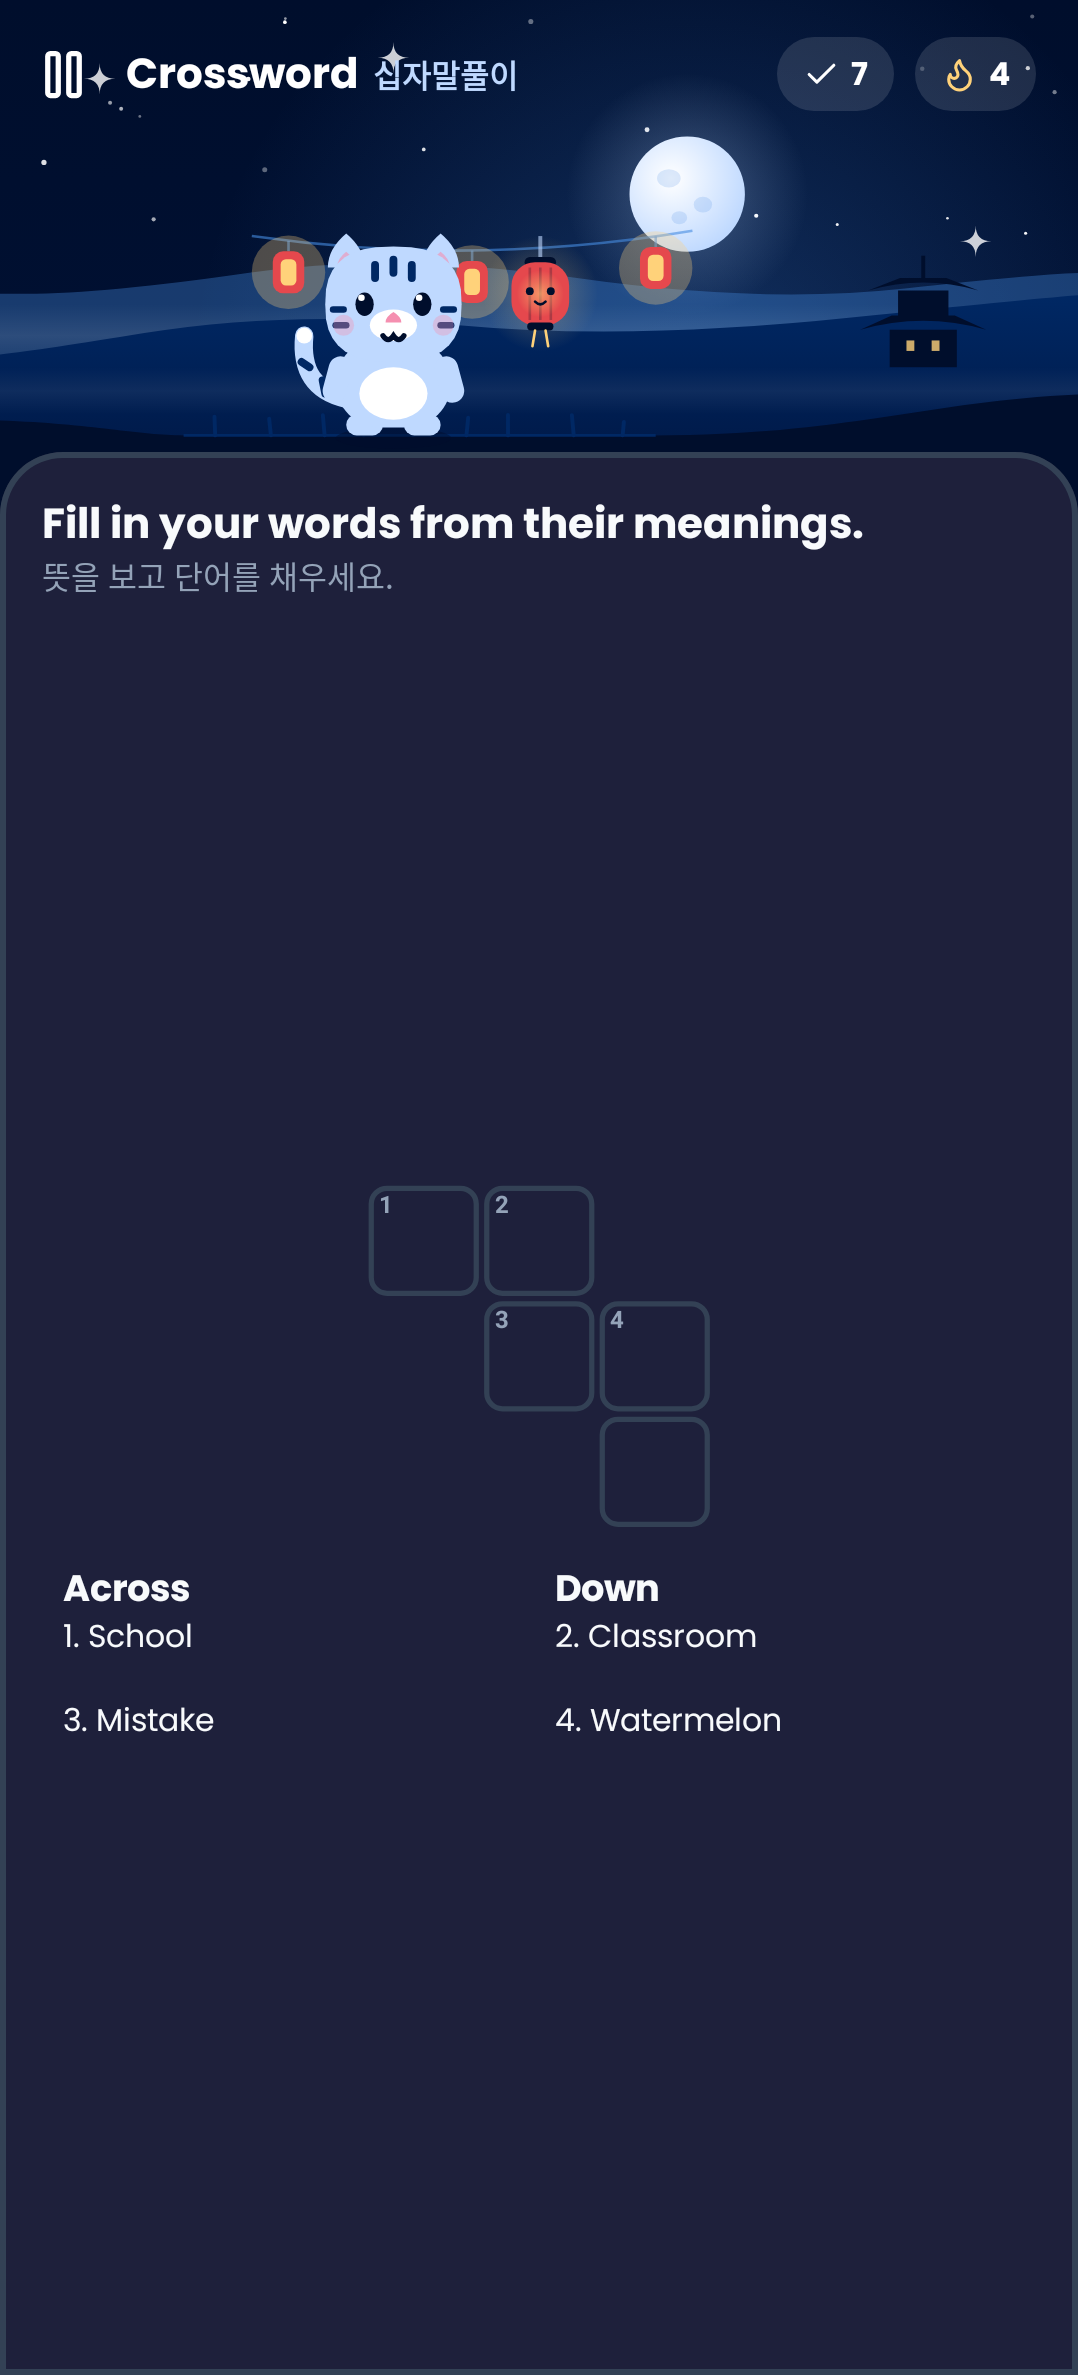 Crossword 십자말풀이 7 4
Fill in your words from their meanings.
뜻을 보고 단어를 채우세요.
1 2
3 4
Across
1. School
3. Mistake
Down
2. Classroom
4. Watermelon